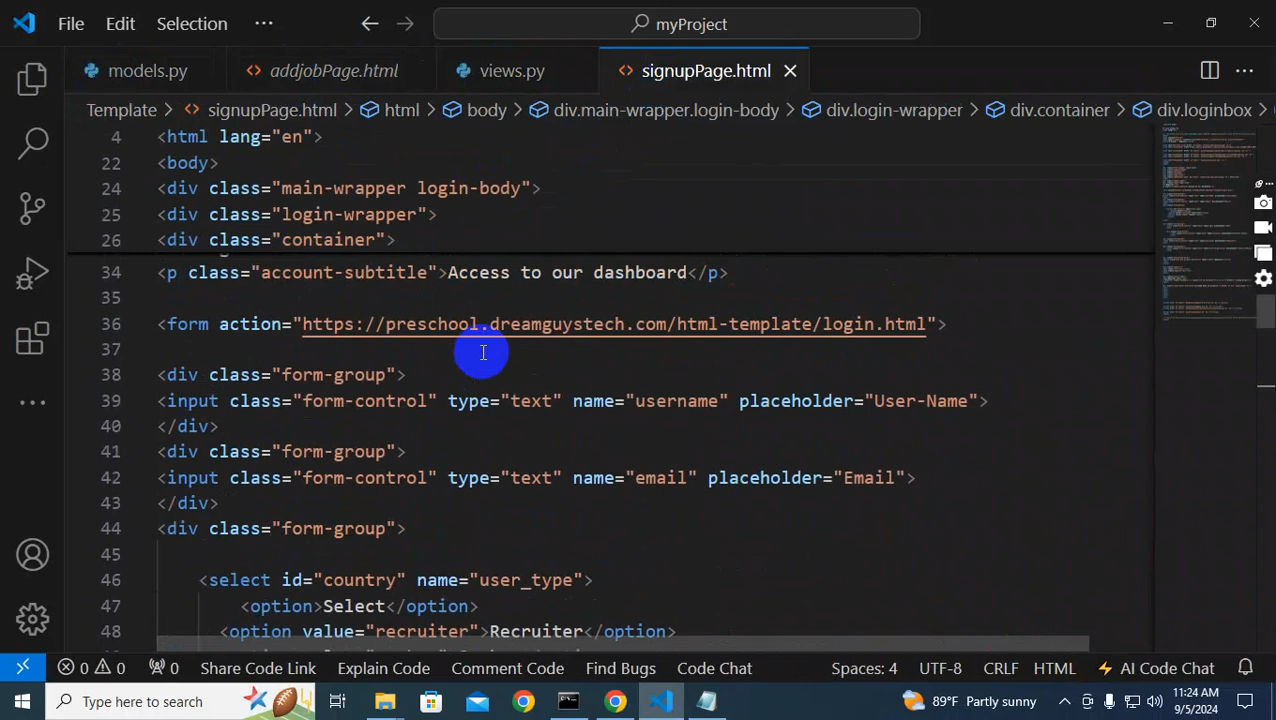 File Edit Selection ··· myProject
models.py addjobPage.html views.py signupPage.html
Template > signupPage.html > html > body > div.main-wrapper.login-body > div.login-wrapper > div.container > div.loginbox
4 <html lang="en">
22 <body>
24 <div class="main-wrapper login-body">
25 <div class="login-wrapper">
26 <div class="container">
34 <p class="account-subtitle">Access to our dashboard</p>
35
36 <form action="https://preschool.dreamguystech.com/html-template/login.html">
37
38 <div class="form-group">
39 <input class="form-control" type="text" name="username" placeholder="User-Name">
40 </div>
41 <div class="form-group">
42 <input class="form-control" type="text" name="email" placeholder="Email">
43 </div>
44 <div class="form-group">
45
46 <select id="country" name="user_type">
47 <option>Select</option>
48 <option value="recruiter">Recruiter</option>
0 0 0 Share Code Link Explain Code Comment Code Find Bugs Code Chat Spaces: 4 UTF-8 CRLF HTML AI Code Chat
Type here to search 89°F Partly sunny 11:24 AM
9/5/2024